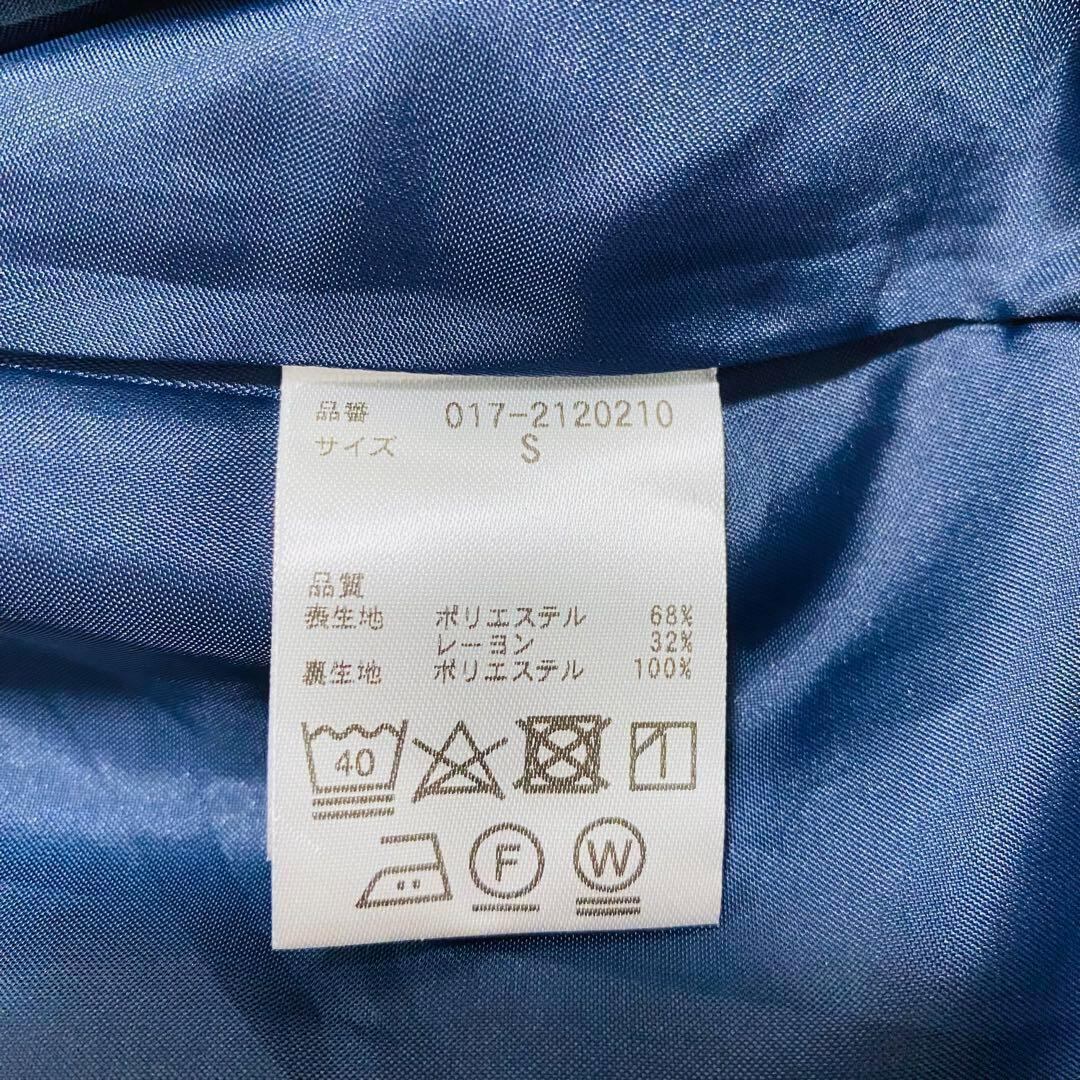 品番 017-2120210
サイズ S
品質
表生地 ポリエステル 68%
レーヨン 32%
裏生地 ポリエステル 100%
40
F W